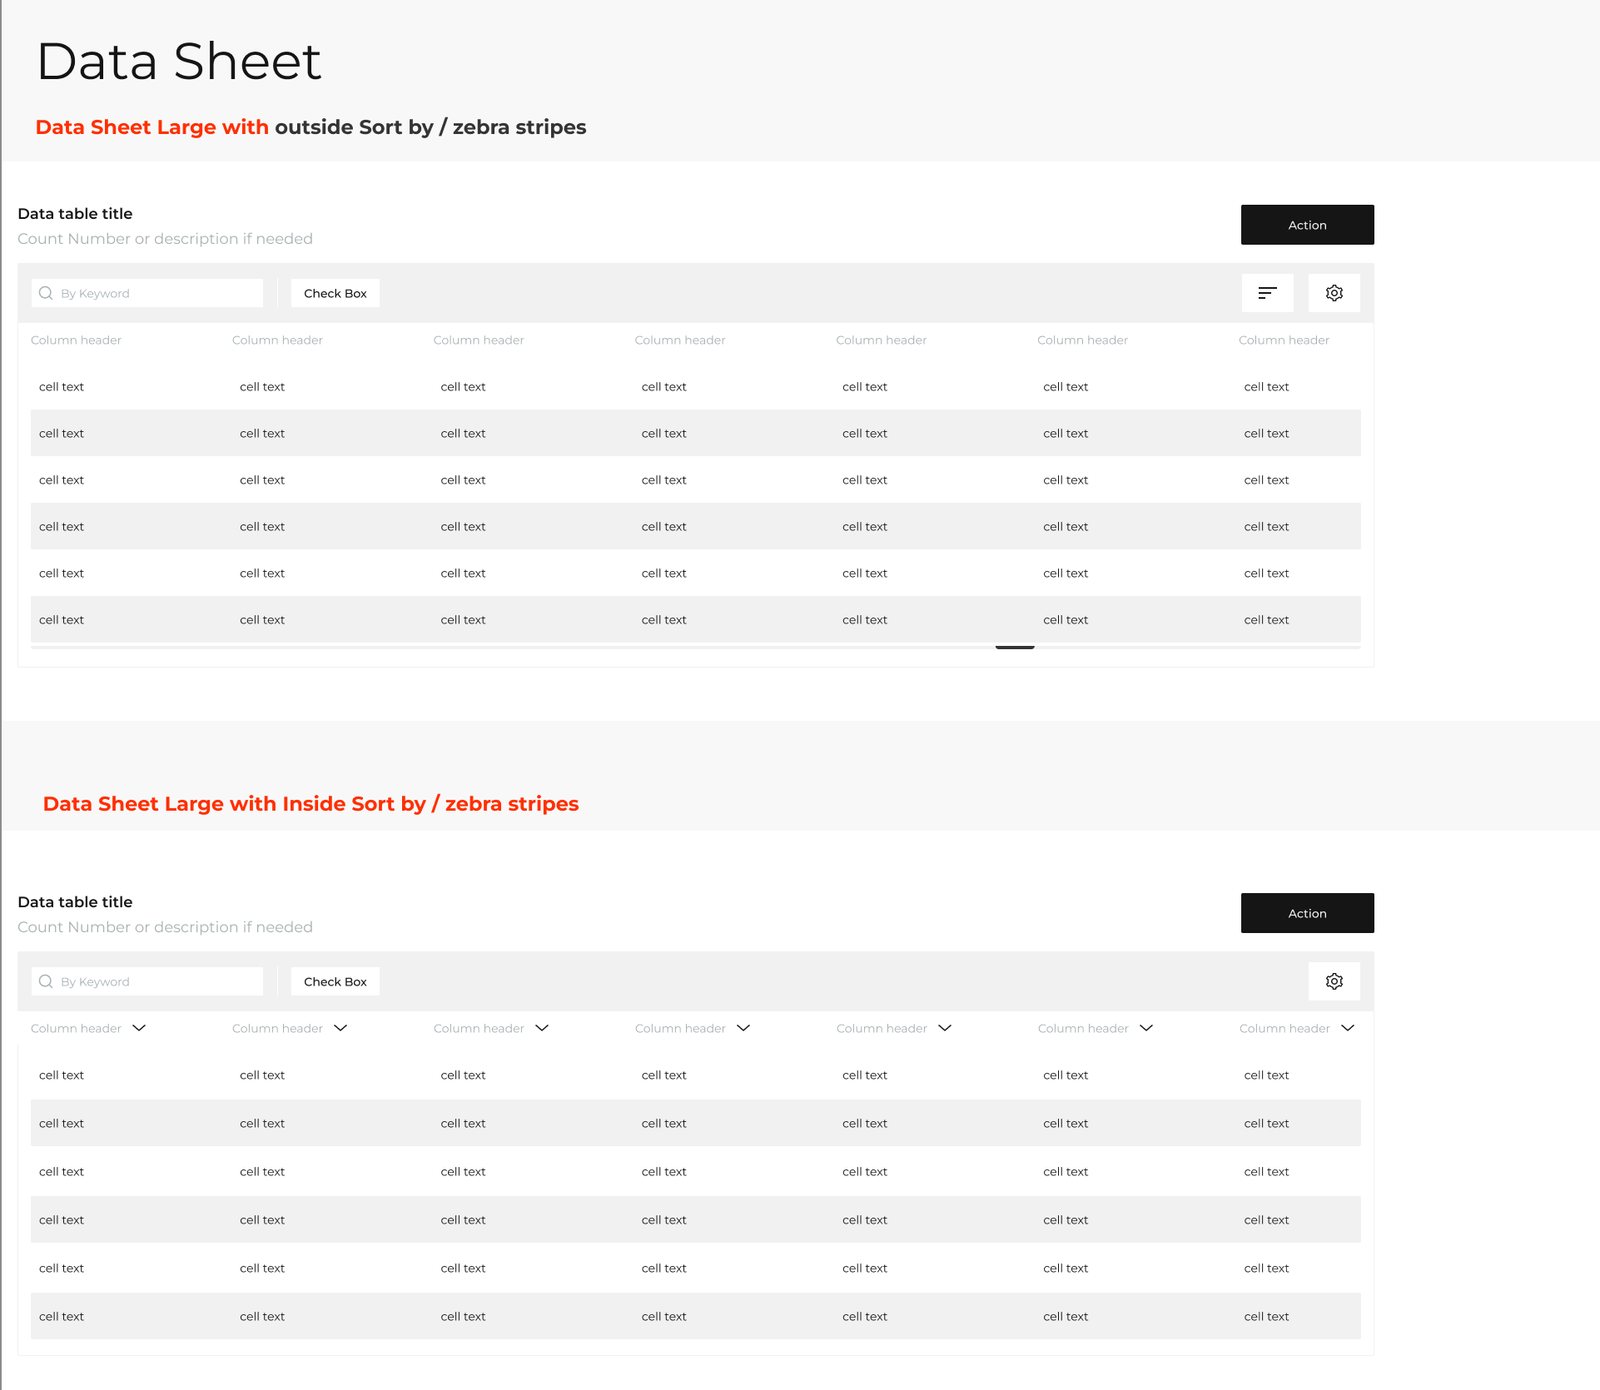 Data Sheet
Data Sheet Large with outside Sort by / zebra stripes
Data table title
Action
Count Number or description if needed
By Keyword Check Box
Column header Column header Column header Column header Column header Column header Column header
cell text cell text cell text cell text cell text cell text cell text
cell text cell text cell text cell text cell text cell text cell text
cell text cell text cell text cell text cell text cell text cell text
cell text cell text cell text cell text cell text cell text cell text
cell text cell text cell text cell text cell text cell text cell text
cell text cell text cell text cell text cell text cell text cell text
Data Sheet Large with Inside Sort by / zebra stripes
Data table title
Action
Count Number or description if needed
By Keyword Check Box
Column header Column header Column header Column header Column header Column header Column header
cell text cell text cell text cell text cell text cell text cell text
cell text cell text cell text cell text cell text cell text cell text
cell text cell text cell text cell text cell text cell text cell text
cell text cell text cell text cell text cell text cell text cell text
cell text cell text cell text cell text cell text cell text cell text
cell text cell text cell text cell text cell text cell text cell text